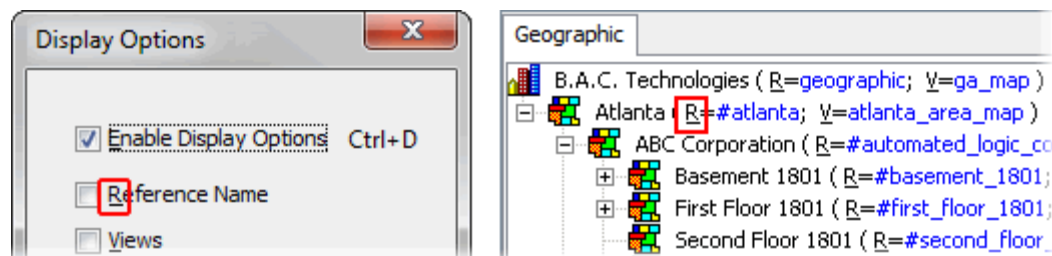 Display Options
Enable Display Options Ctrl+D
Reference Name
Views
Geographic
B.A.C. Technologies ( R=geographic; V=ga_map )
Atlanta ( R=#atlanta; V=atlanta_area_map )
ABC Corporation ( R=#automated_logic_co
Basement 1801 ( R=#basement_1801;
First Floor 1801 ( R=#first_floor_1801;
Second Floor 1801 ( R=#second_floor_